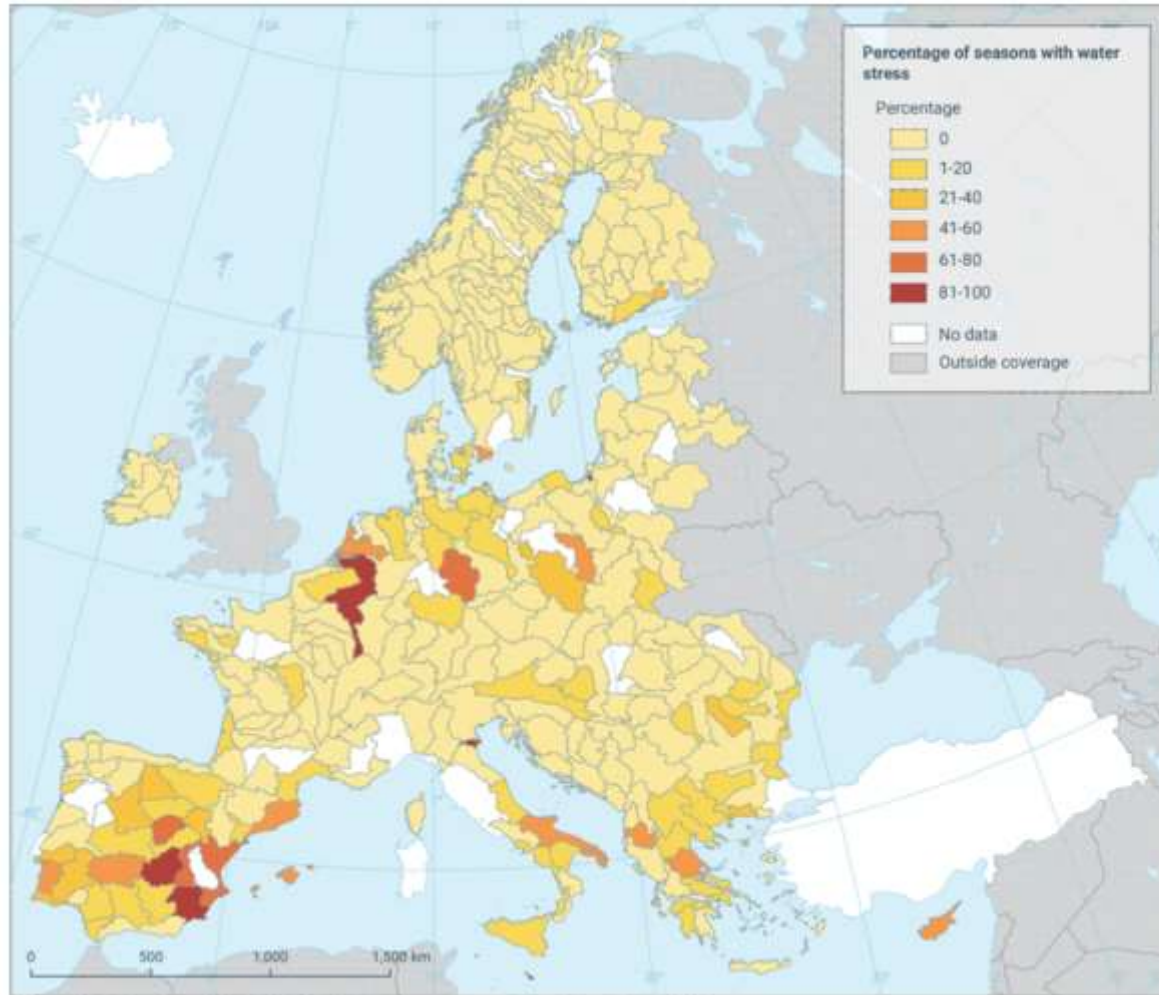 Percentage of seasons with water
stress
Percentage
0
1-20
21-40
41-60
61-80
81-100
No data
Outside coverage
0
500
1,000
1,500 km